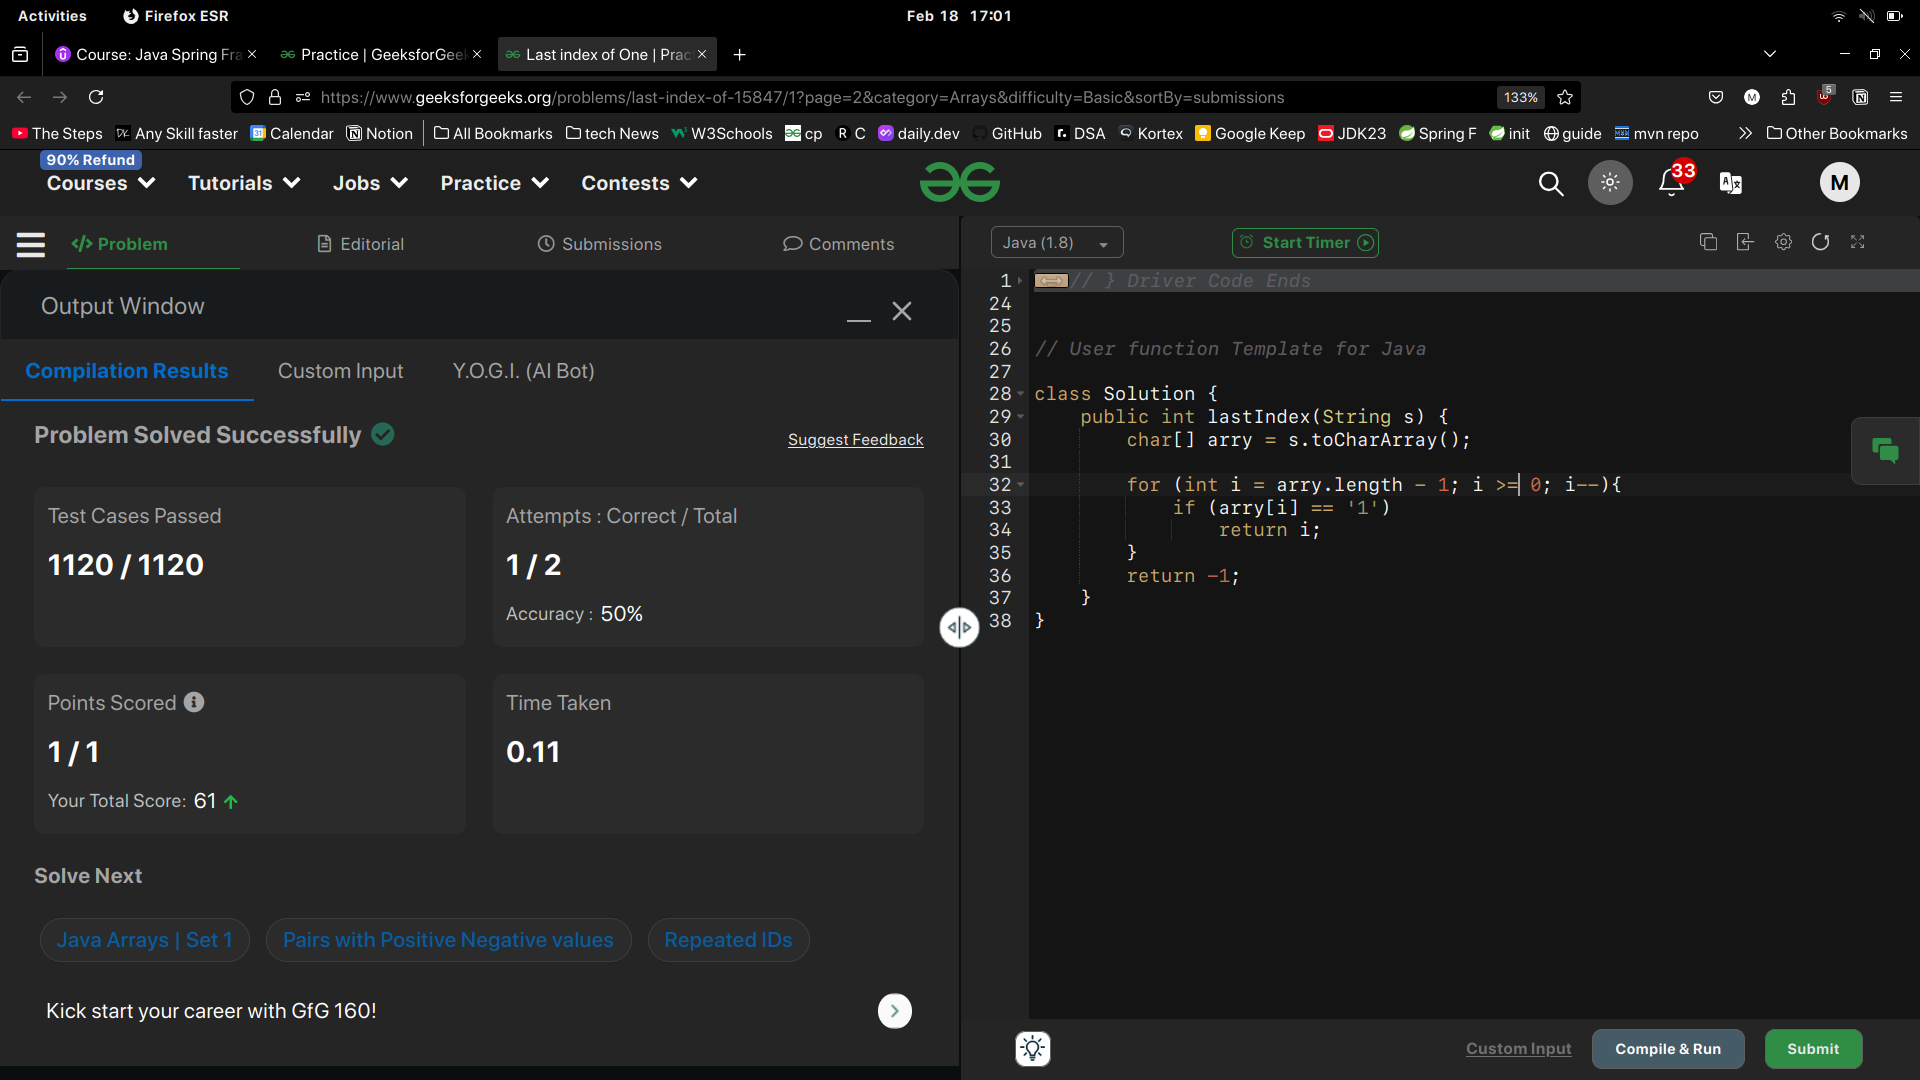 Activities Firefox ESR Feb 18 17:01
Course: Java Spring Fra Practice | GeeksforGeek Last index of One | Prac
https://www.geeksforgeeks.org/problems/last-index-of-15847/1?page=2&category=Arrays&difficulty=Basic&sortBy=submissions 133% M 5
The Steps Any Skill faster Calendar Notion All Bookmarks tech News W3Schools cp R C daily.dev GitHub DSA Kortex Google Keep JDK23 Spring F init guide mvn repo Other Bookmarks
90% Refund
Courses Tutorials Jobs Practice Contests 33 M
</> Problem Editorial Submissions Comments
Output Window
Compilation Results Custom Input Y.O.G.I. (AI Bot)
Problem Solved Successfully
Suggest Feedback
Test Cases Passed
1120 / 1120
Attempts : Correct / Total
1 / 2
Accuracy : 50%
Points Scored
1 / 1
Your Total Score: 61
Time Taken
0.11
Solve Next
Java Arrays | Set 1 Pairs with Positive Negative values Repeated IDs
Kick start your career with GfG 160!
Java (1.8) Start Timer
1 // } Driver Code Ends
24
25
26 // User function Template for Java
27
28 class Solution {
29 public int lastIndex(String s) {
30 char[] arry = s.toCharArray();
31
32 for (int i = arry.length - 1; i >= 0; i--){
33 if (arry[i] == '1')
34 return i;
35 }
36 return -1;
37 }
38 }
Custom Input Compile & Run Submit